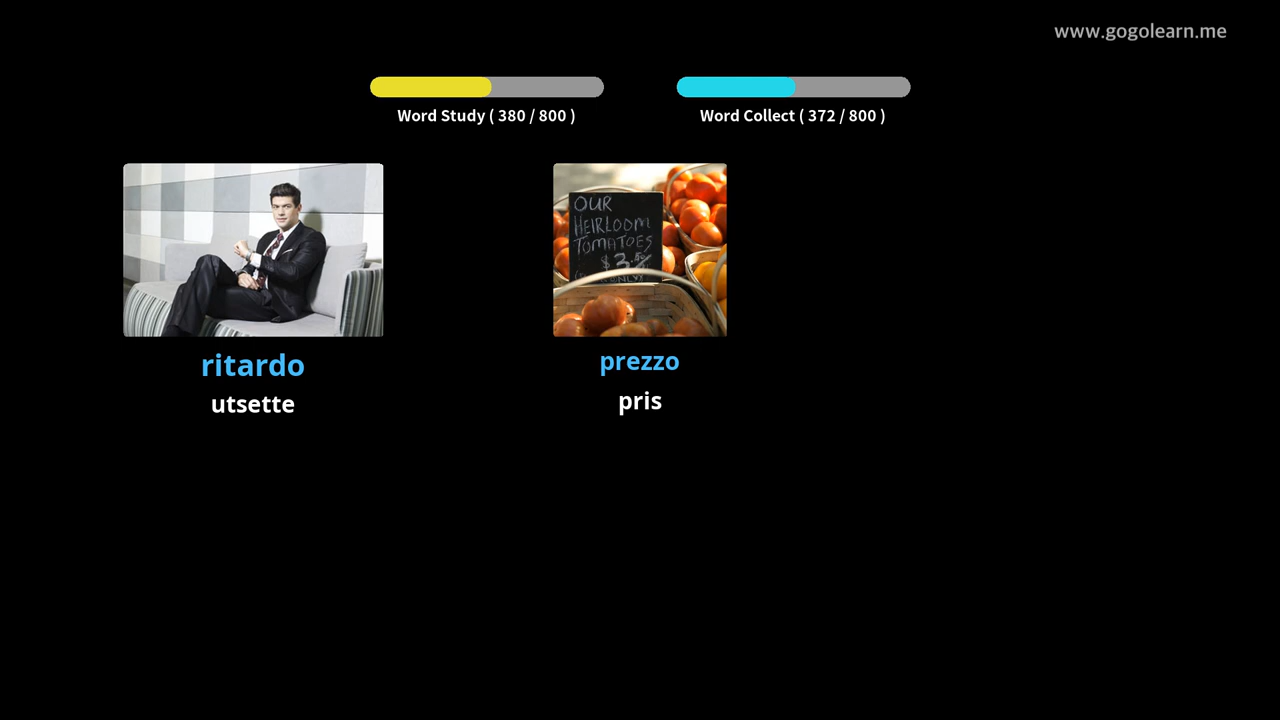 www.gogolearn.me
Word Study ( 380 / 800 )
Word Collect ( 372 / 800 )
OUR
HEIRLOOM
TOMATOES
ritardo
utsette
prezzo
pris